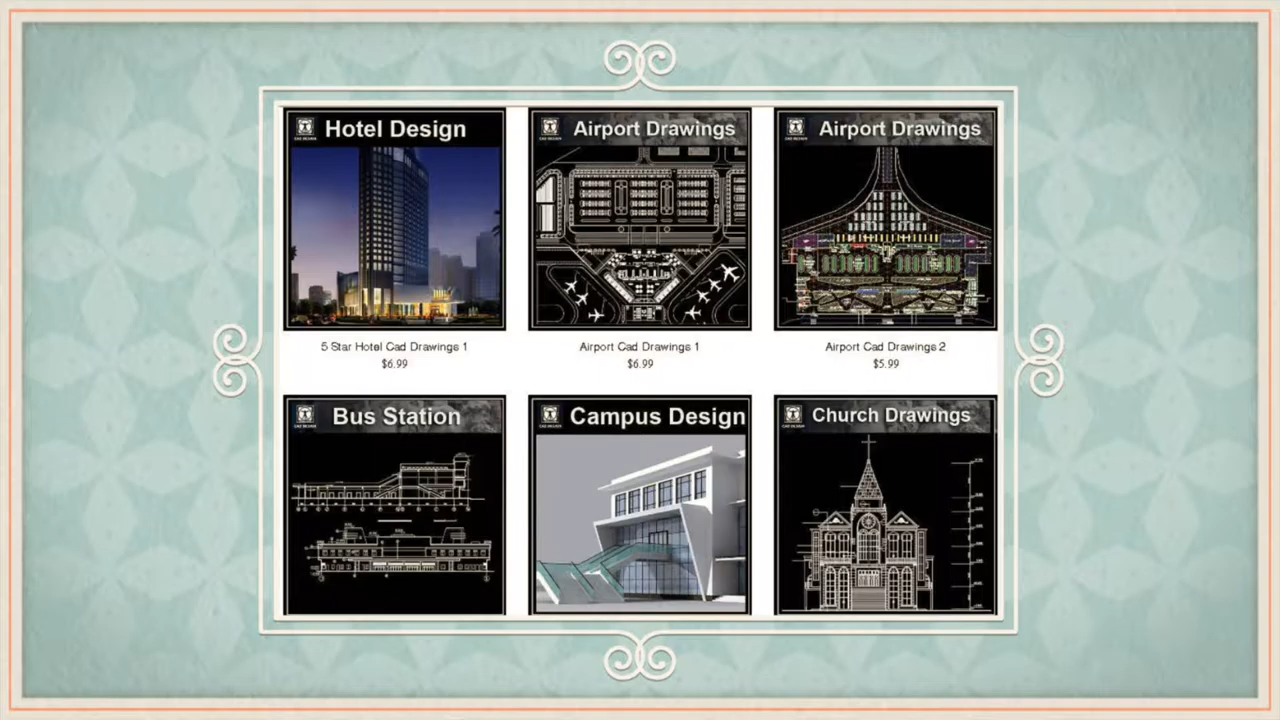 Hotel Design
Airport Drawings
Airport Drawings
5 Star Hotel Cad Drawings 1
Airport Cad Drawings 1
Airport Cad Drawings 2
$6.99
$6.99
$5.99
Bus Station
Campus Design
Church Drawings